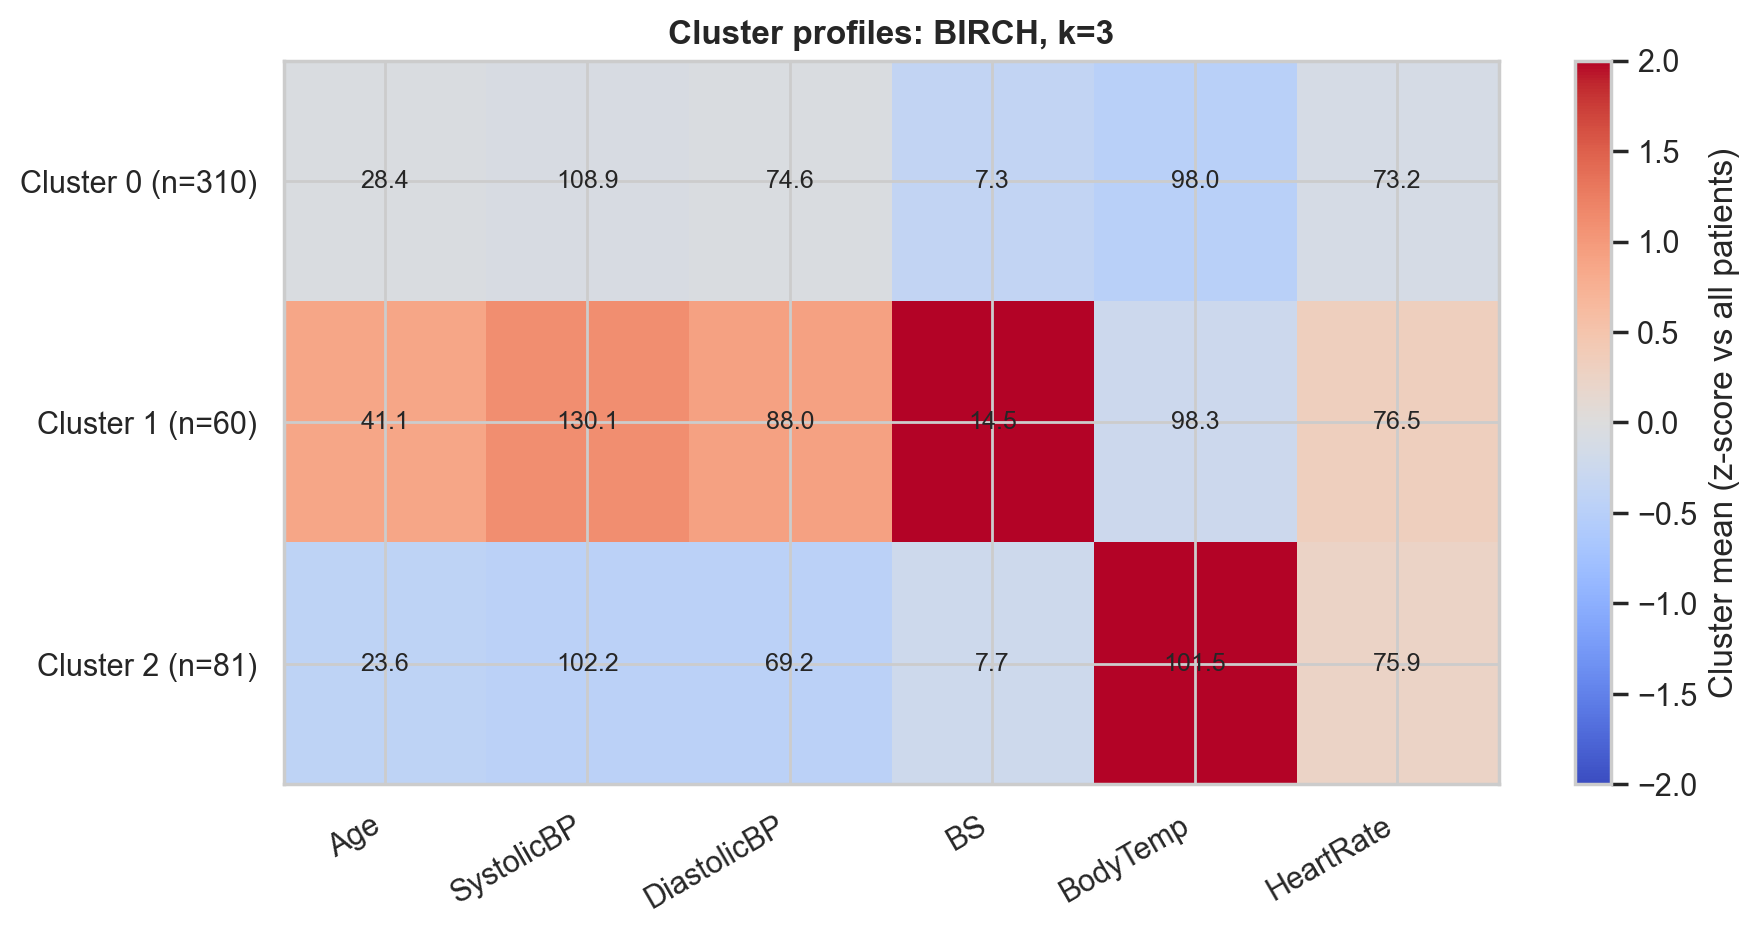 Cluster profiles: BIRCH, k=3
Cluster 0 (n=310) 28.4 108.9 74.6 7.3 98.0 73.2
Cluster 1 (n=60) 41.1 130.1 88.0 14.5 98.3 76.5
Cluster 2 (n=81) 23.6 102.2 69.2 7.7 101.5 75.9
Age SystolicBP DiastolicBP BS BodyTemp HeartRate
2.0
1.5
1.0
0.5
0.0
−0.5
−1.0
−1.5
−2.0
Cluster mean (z-score vs all patients)